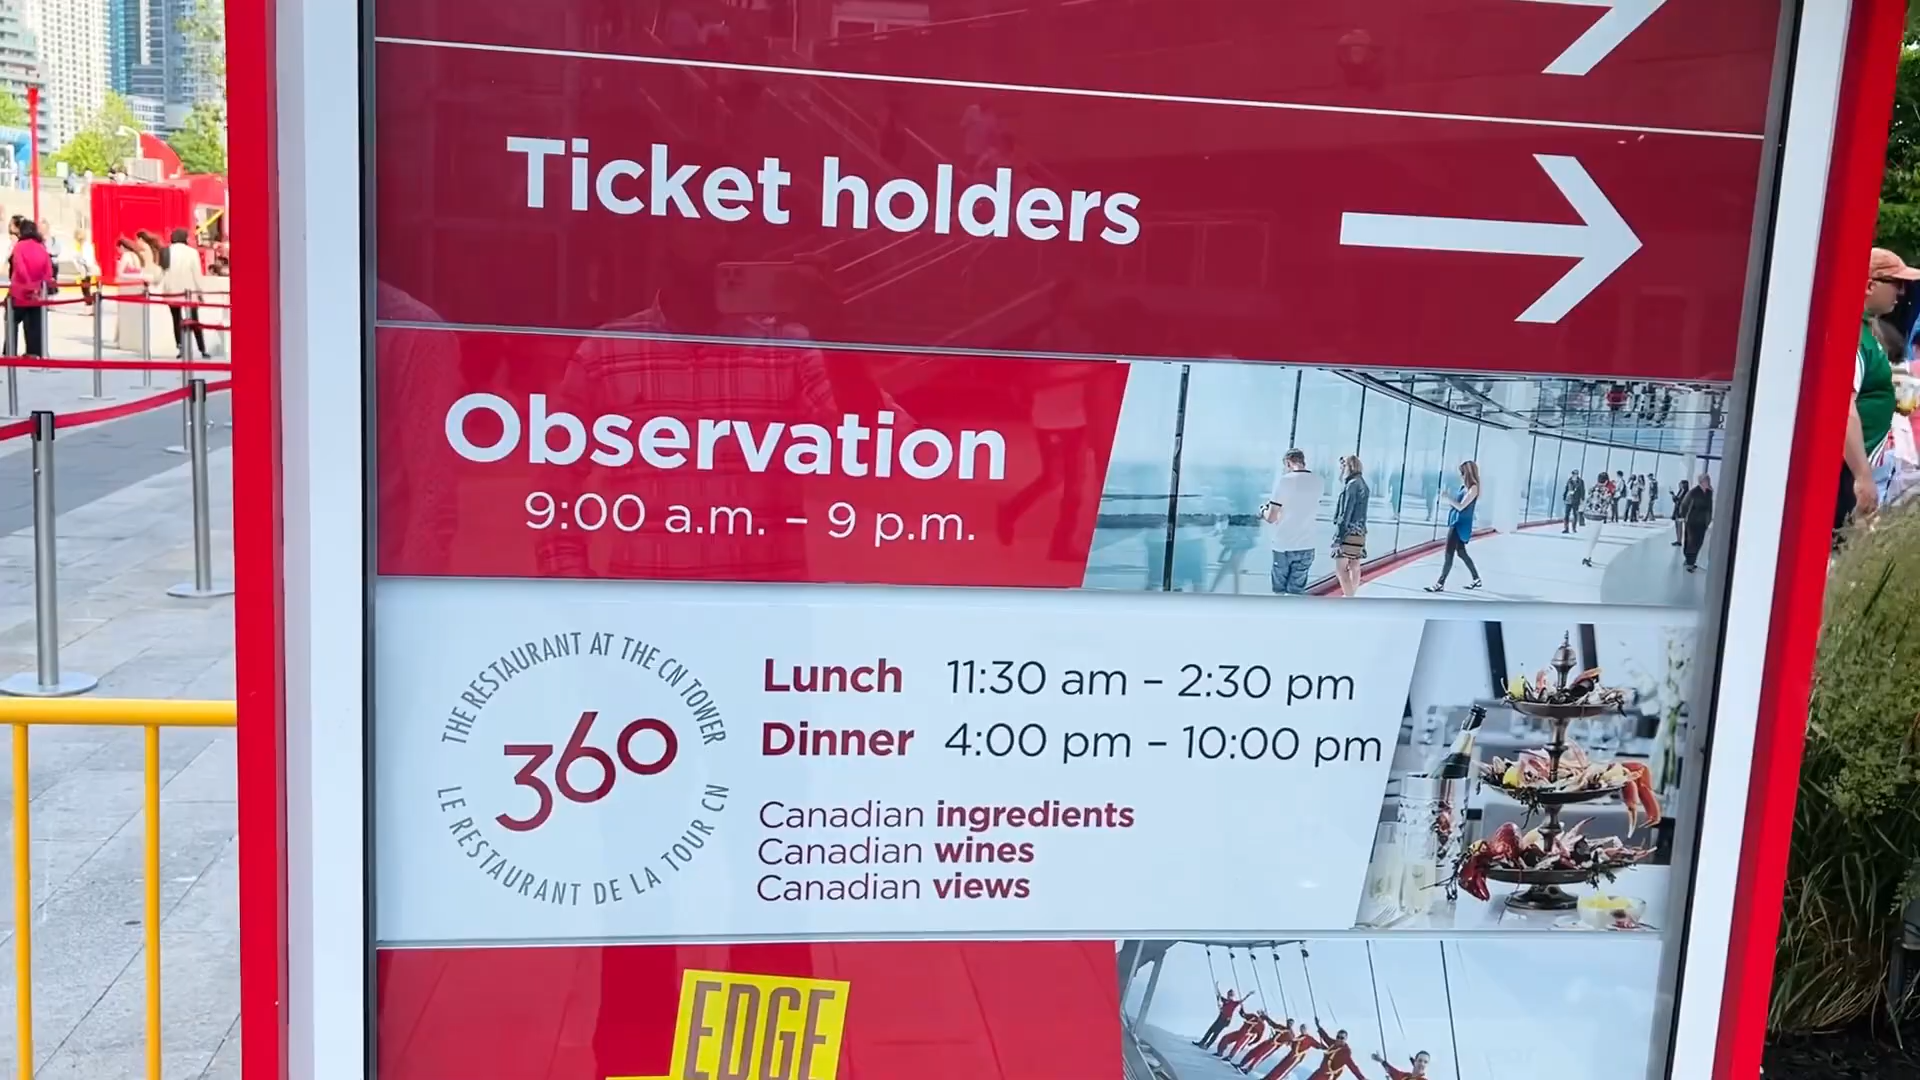 Ticket holders
Observation
9:00 a.m. – 9 p.m.
THE RESTAURANT AT THE CN TOWER
360
LE RESTAURANT DE LA TOUR CN
Lunch 11:30 am – 2:30 pm
Dinner 4:00 pm – 10:00 pm
Canadian ingredients
Canadian wines
Canadian views
EDGE